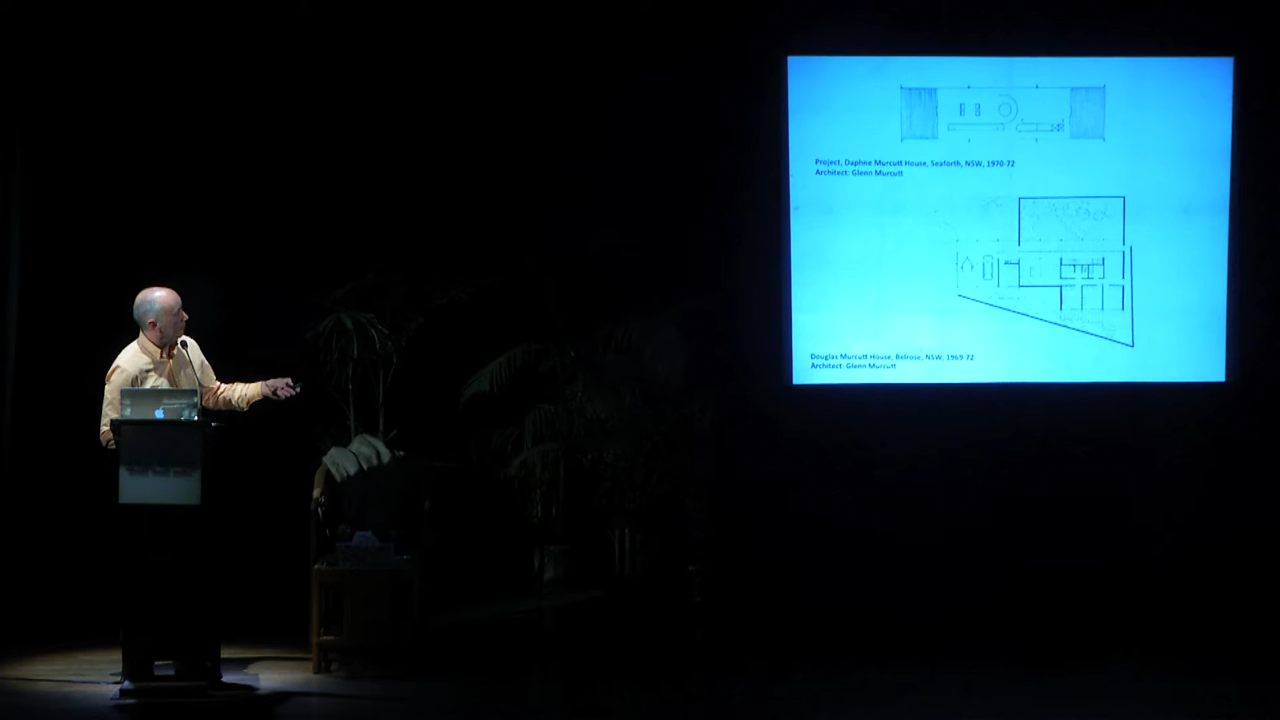 Project, Daphne Murcutt House, Seaforth, NSW, 1970-72
Architect: Glenn Murcutt
Douglas Murcutt House, Belrose, NSW, 1969-72
Architect: Glenn Murcutt